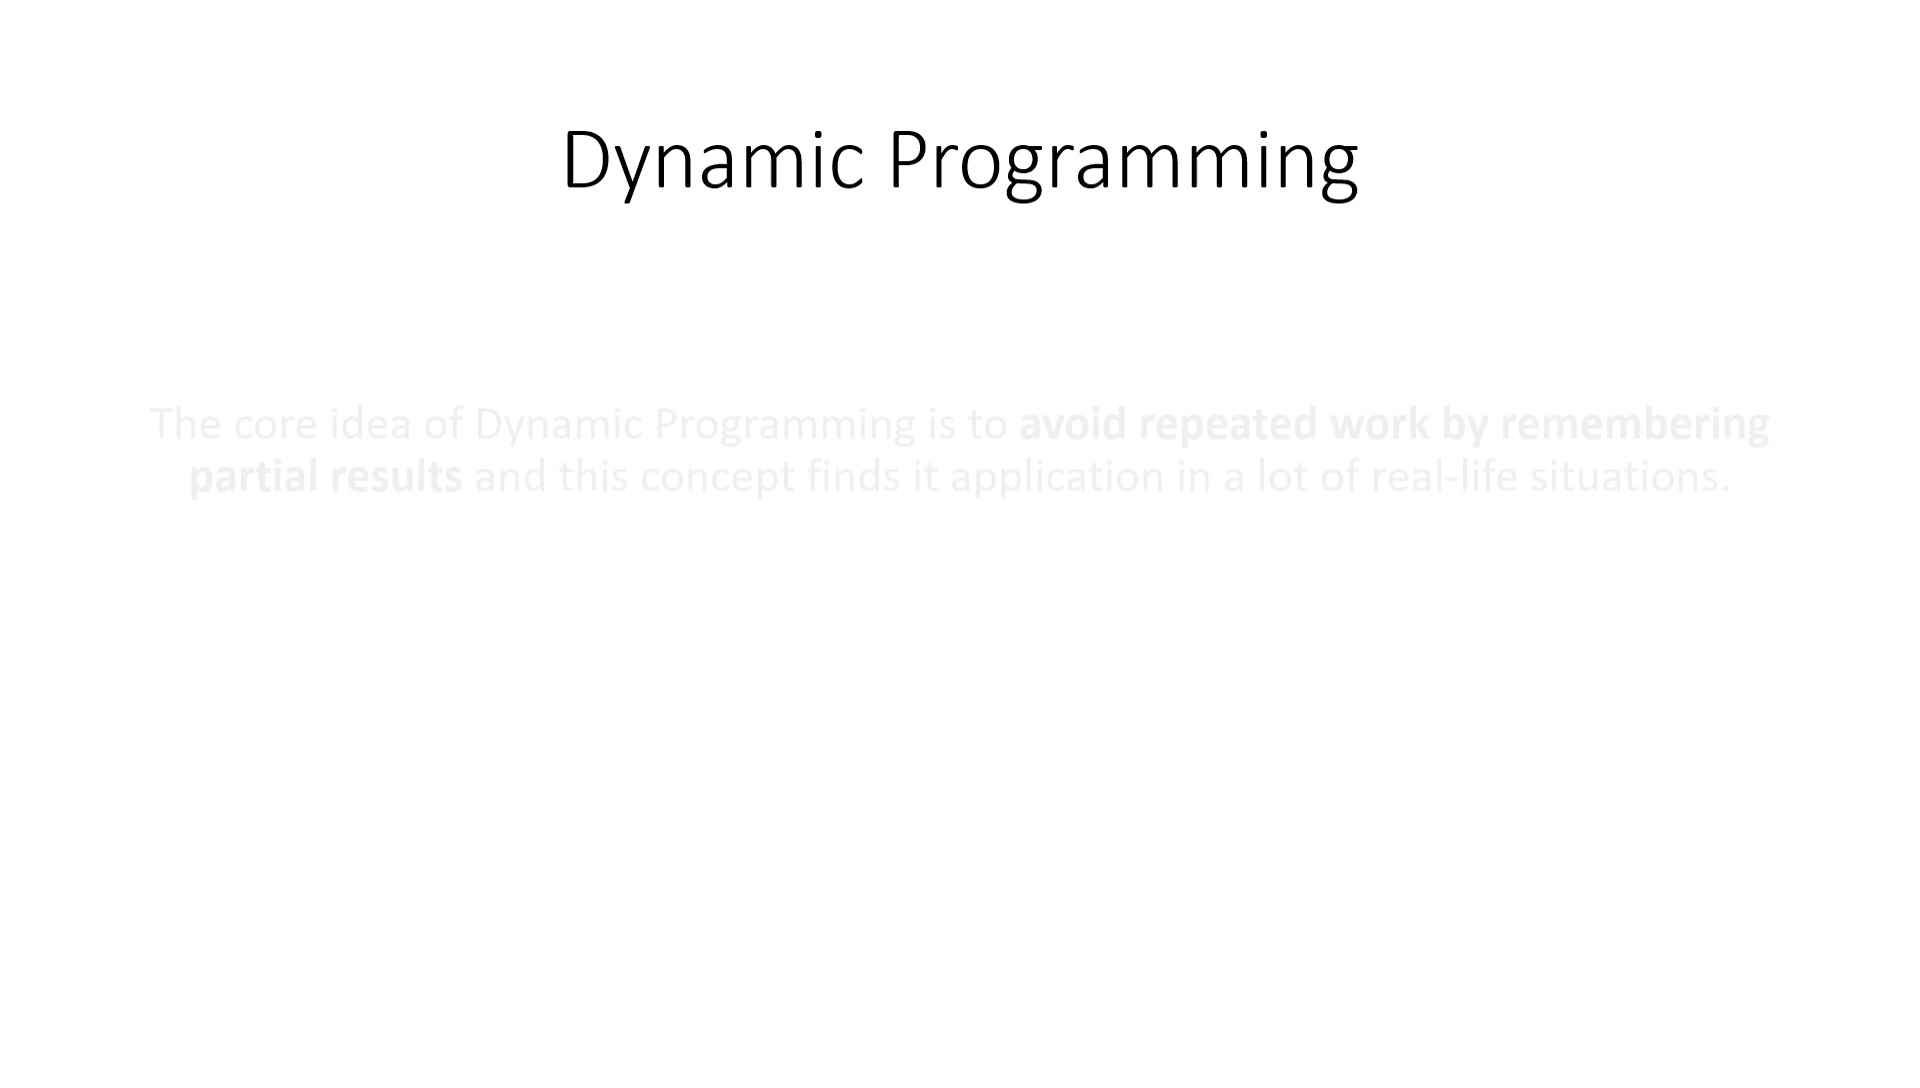 Dynamic Programming
The core idea of Dynamic Programming is to avoid repeated work by remembering
partial results and this concept finds it application in a lot of real-life situations.